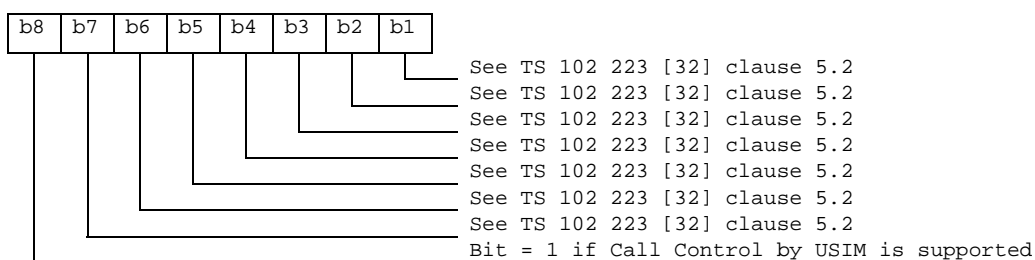 b8 b7 b6 b5 b4 b3 b2 b1
See TS 102 223 [32] clause 5.2
See TS 102 223 [32] clause 5.2
See TS 102 223 [32] clause 5.2
See TS 102 223 [32] clause 5.2
See TS 102 223 [32] clause 5.2
See TS 102 223 [32] clause 5.2
See TS 102 223 [32] clause 5.2
Bit = 1 if Call Control by USIM is supported